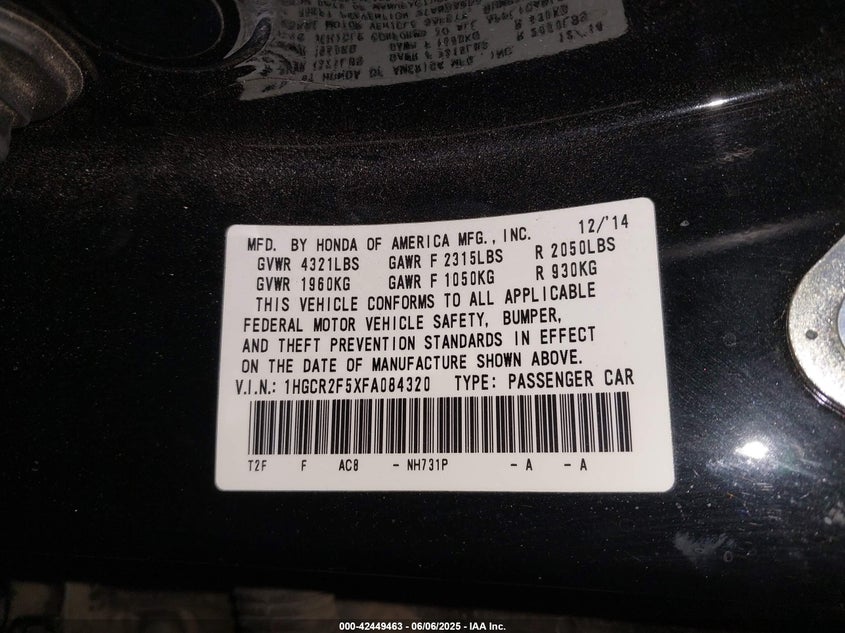 MFD. BY HONDA OF AMERICA MFG., INC. 12/'14
GVWR 4321LBS GAWR F 2315LBS R 2050LBS
GVWR 1960KG GAWR F 1050KG R 930KG
THIS VEHICLE CONFORMS TO ALL APPLICABLE
FEDERAL MOTOR VEHICLE SAFETY, BUMPER,
AND THEFT PREVENTION STANDARDS IN EFFECT
ON THE DATE OF MANUFACTURE SHOWN ABOVE.
V.I.N.: 1HGCR2F5XFA084320 TYPE: PASSENGER CAR
T2F F AC8 - NH731P - A - A
000-42449463 - 06/06/2025 - IAA Inc.